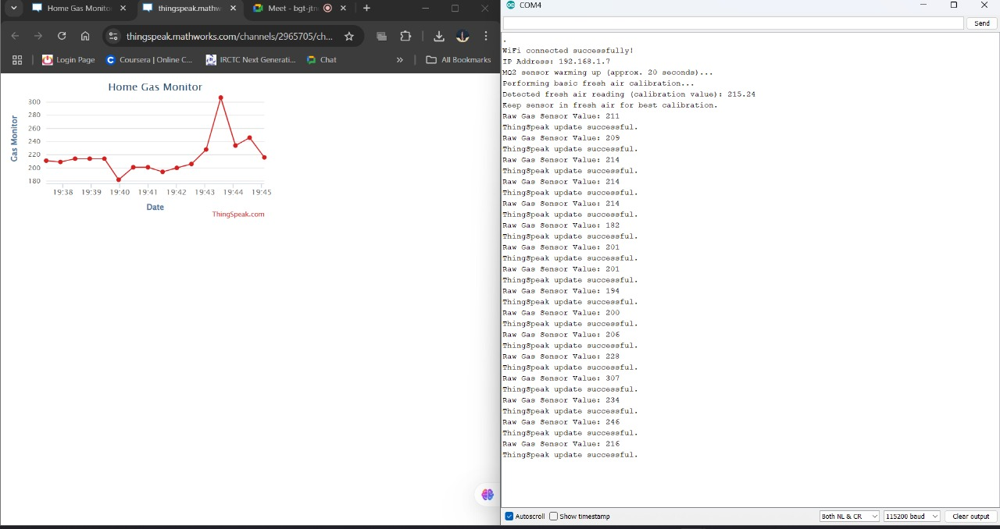 Home Gas Monito
thingspeak.mathw
Meet - bgt-jtn
thingspeak.mathworks.com/channels/2965705/ch...
Login Page
Coursera | Online C...
IRCTC Next Generati...
Chat
»
All Bookmarks
Home Gas Monitor
Gas Monitor
300
280
260
240
220
200
180
19:38 19:39 19:40 19:41 19:42 19:43 19:44 19:45
Date
ThingSpeak.com
COM4
Send
.
WiFi connected successfully!
IP Address: 192.168.1.7
MQ2 sensor warming up (approx. 20 seconds)...
Performing basic fresh air calibration...
Detected fresh air reading (calibration value): 215.24
Keep sensor in fresh air for best calibration.
Raw Gas Sensor Value: 211
ThingSpeak update successful.
Raw Gas Sensor Value: 209
ThingSpeak update successful.
Raw Gas Sensor Value: 214
ThingSpeak update successful.
Raw Gas Sensor Value: 214
ThingSpeak update successful.
Raw Gas Sensor Value: 214
ThingSpeak update successful.
Raw Gas Sensor Value: 182
ThingSpeak update successful.
Raw Gas Sensor Value: 201
ThingSpeak update successful.
Raw Gas Sensor Value: 201
ThingSpeak update successful.
Raw Gas Sensor Value: 194
ThingSpeak update successful.
Raw Gas Sensor Value: 200
ThingSpeak update successful.
Raw Gas Sensor Value: 206
ThingSpeak update successful.
Raw Gas Sensor Value: 228
ThingSpeak update successful.
Raw Gas Sensor Value: 307
ThingSpeak update successful.
Raw Gas Sensor Value: 234
ThingSpeak update successful.
Raw Gas Sensor Value: 246
ThingSpeak update successful.
Raw Gas Sensor Value: 216
ThingSpeak update successful.
Autoscroll
Show timestamp
Both NL & CR
115200 baud
Clear output